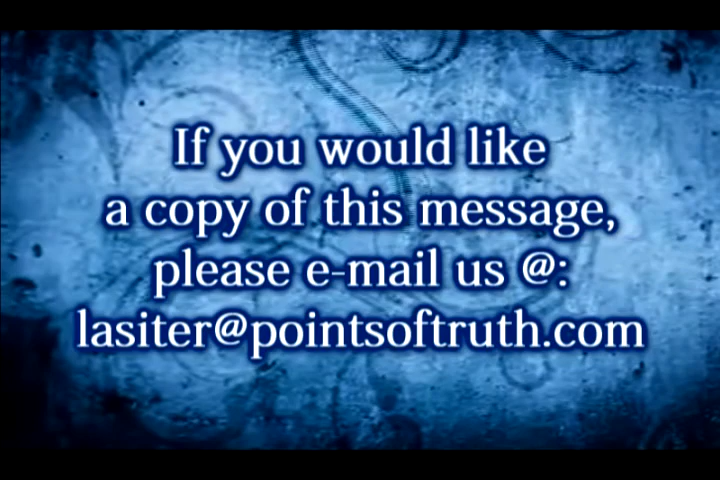 If you would like
a copy of this message,
please e-mail us @:
lasiter@pointsoftruth.com